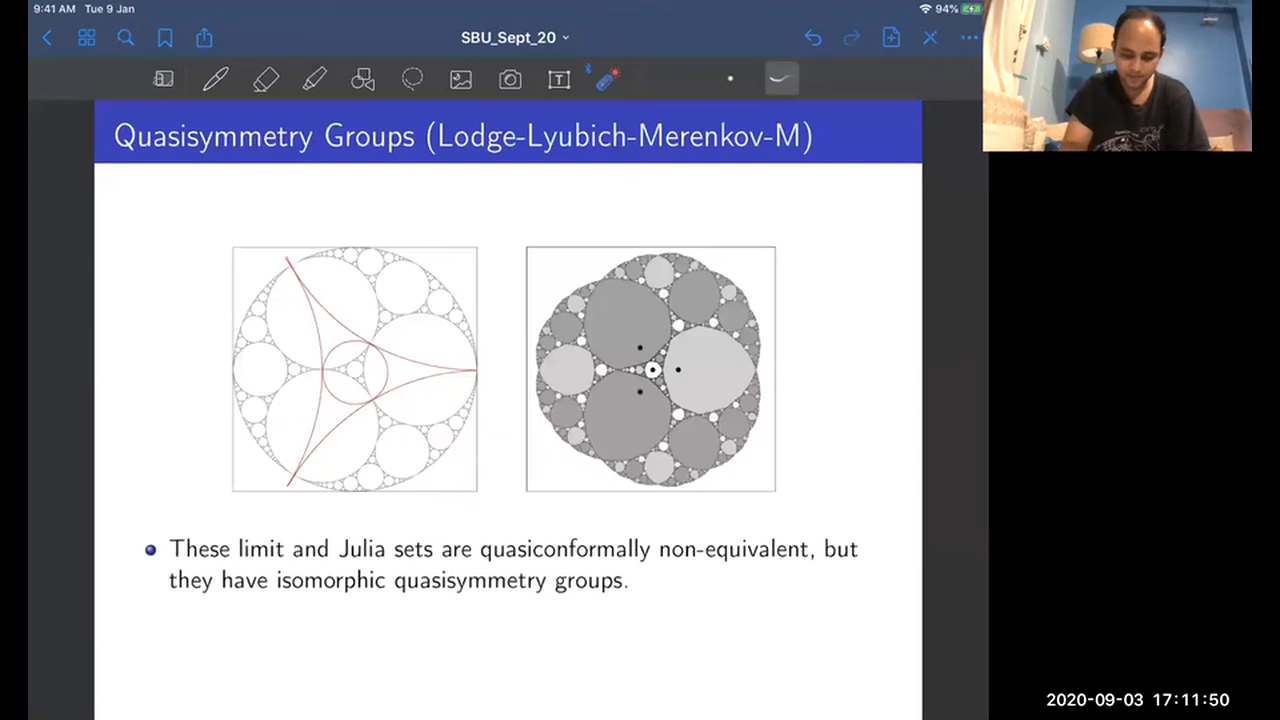 9:41 AM Tue 9 Jan
94%
SBU_Sept_20
T
Quasisymmetry Groups (Lodge-Lyubich-Merenkov-M)
These limit and Julia sets are quasiconformally non-equivalent, but
they have isomorphic quasisymmetry groups.
2020-09-03 17:11:50